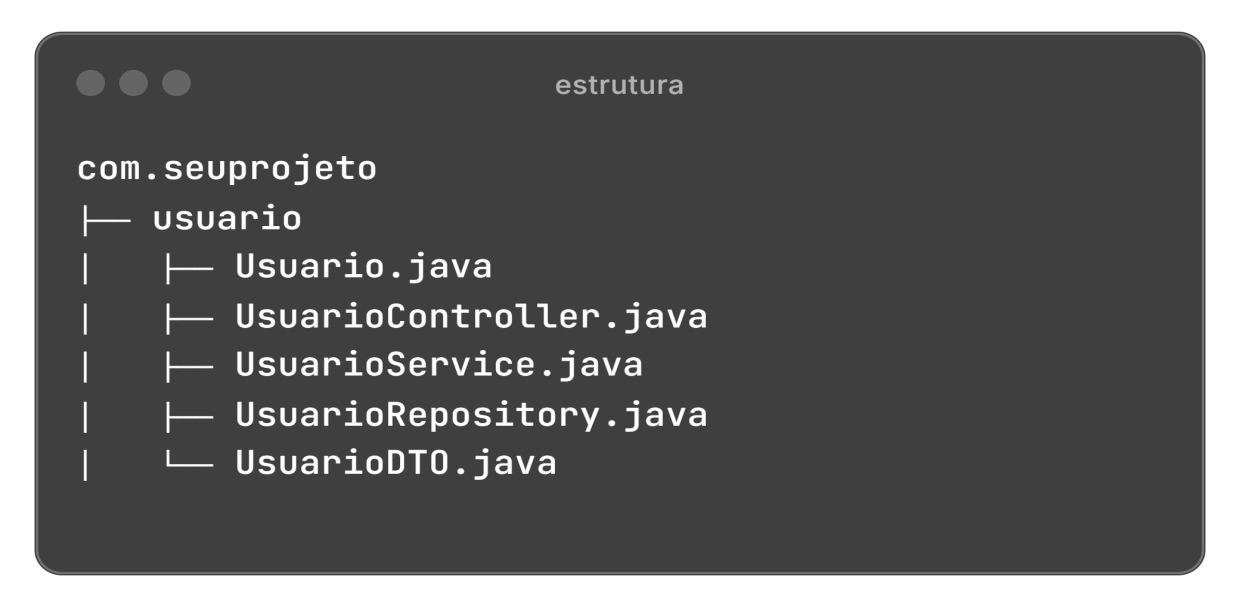 estrutura
com.seuprojeto
├── usuario
│   ├── Usuario.java
│   ├── UsuarioController.java
│   ├── UsuarioService.java
│   ├── UsuarioRepository.java
│   └── UsuarioDTO.java